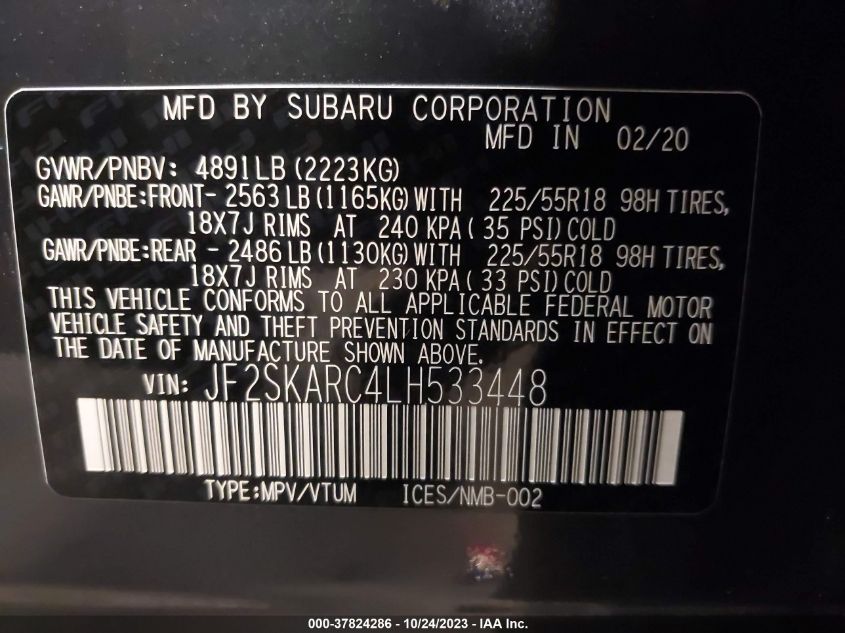 MFD BY SUBARU CORPORATION
MFD IN 02/20
GVWR/PNBV: 4891LB (2223KG)
GAWR/PNBE:FRONT- 2563LB (1165KG) WITH 225/55R18 98H TIRES,
18X7J RIMS AT 240 KPA ( 35 PSI) COLD
GAWR/PNBE:REAR - 2486LB (1130KG) WITH 225/55R18 98H TIRES,
18X7J RIMS AT 230 KPA ( 33 PSI) COLD
THIS VEHICLE CONFORMS TO ALL APPLICABLE FEDERAL MOTOR
VEHICLE SAFETY AND THEFT PREVENTION STANDARDS IN EFFECT ON
THE DATE OF MANUFACTURE SHOWN ABOVE.
VIN: JF2SKARC4LH533448
TYPE:MPV/VTUM ICES/NMB-002
000-37824286 - 10/24/2023 - IAA Inc.